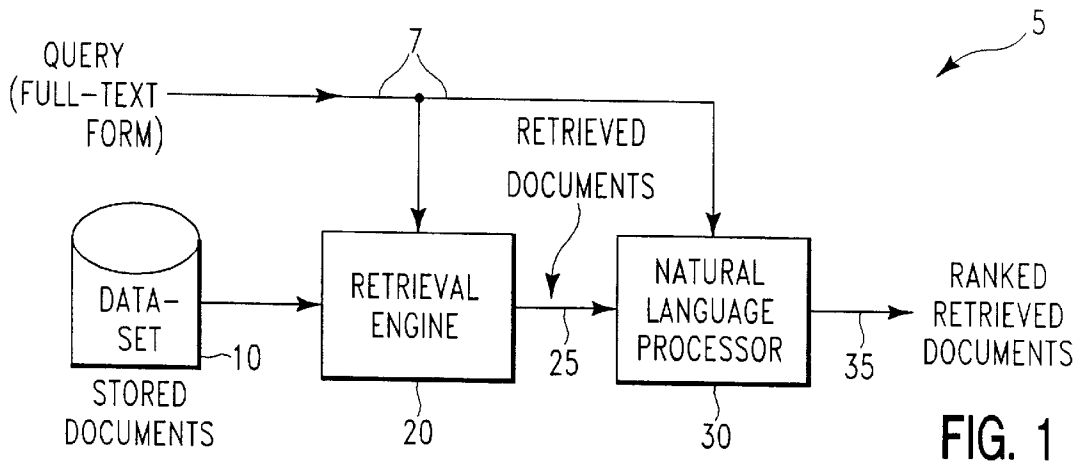 5
7
QUERY
(FULL-TEXT
FORM)
RETRIEVED
DOCUMENTS
DATA-
SET
10
STORED
DOCUMENTS
RETRIEVAL
ENGINE
20
25
NATURAL
LANGUAGE
PROCESSOR
30
35
RANKED
RETRIEVED
DOCUMENTS
FIG. 1